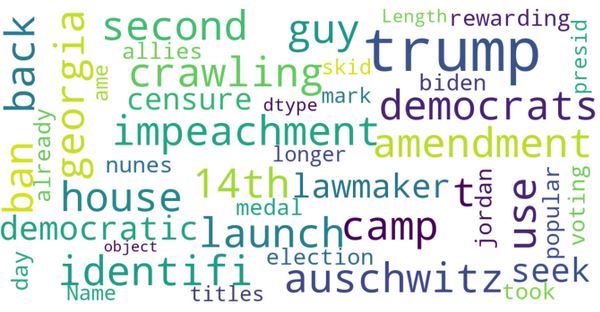 Length rewarding
back georgia second guy trump presid
allies crawling skid biden
ame censure dtype mark democrats
ban already impeachment amendment
nunes longer
house 14th lawmaker t jordan use popular voting
medal
democratic launch camp
object
day identifi election auschwitz seek
Name titles took